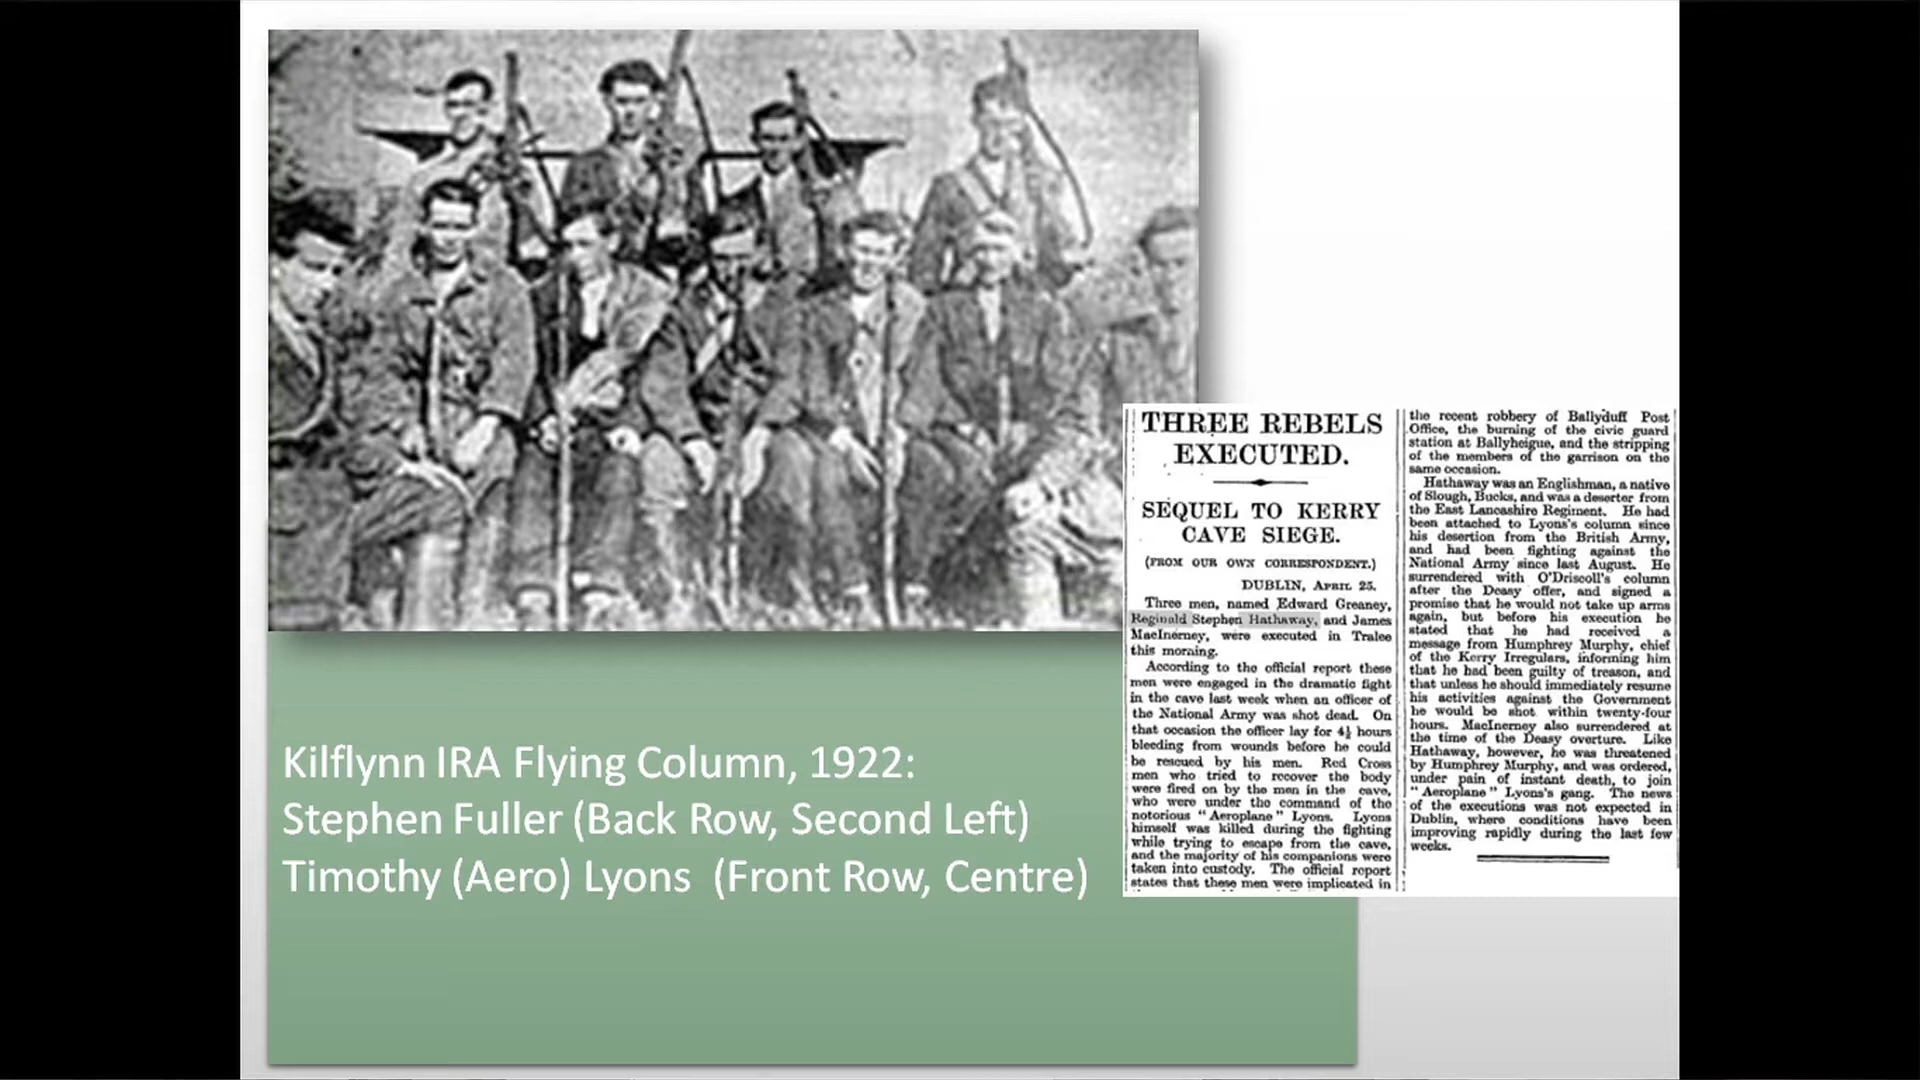 Kilflynn IRA Flying Column, 1922:
Stephen Fuller (Back Row, Second Left)
Timothy (Aero) Lyons (Front Row, Centre)
THREE REBELS
EXECUTED.
SEQUEL TO KERRY
CAVE SIEGE.
(FROM OUR OWN CORRESPONDENT.)
DUBLIN, APRIL 25.
Three men, named Edward Greaney,
Reginald Stephen Hathaway, and James
MacInerney, were executed in Tralee
this morning.
According to the official report these
men were engaged in the dramatic fight
in the cave last week when an officer of
the National Army was shot dead. On
that occasion the officer lay for 4½ hours
bleeding from wounds before he could
be rescued by his men. Red Cross
men who tried to recover the body
were fired on by the men in the cave,
who were under the command of the
notorious "Aeroplane" Lyons. Lyons
himself was killed during the fighting
while trying to escape from the cave,
and the majority of his companions were
taken into custody. The official report
states that these men were implicated in
the recent robbery of Ballyduff Post
Office, the burning of the civic guard
station at Ballyheigue, and the stripping
of the members of the garrison on the
same occasion.
Hathaway was an Englishman, a native
of Slough, Bucks, and was a deserter from
the East Lancashire Regiment. He had
been attached to Lyons's column since
his desertion from the British Army,
and had been fighting against the
National Army since last August. He
surrendered with O'Driscoll's column
after the Deasy offer, and signed a
promise that he would not take up arms
again, but before his execution he
stated that he had received a
message from Humphrey Murphy, chief
of the Kerry Irregulars, informing him
that he had been guilty of treason, and
that unless he should immediately resume
his activities against the Government
he would be shot within twenty-four
hours. MacInerney also surrendered at
the time of the Deasy overture. Like
Hathaway, however, he was threatened
by Humphrey Murphy, and was ordered,
under pain of instant death, to join
"Aeroplane" Lyons's gang. The news
of the executions was not expected in
Dublin, where conditions have been
improving rapidly during the last few
weeks.